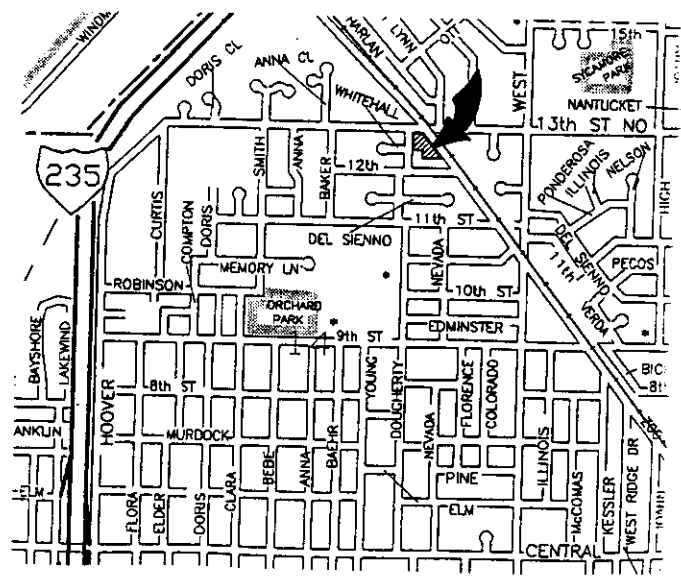 WINDM
HARLAN
LYNN
OTT
15th
SYCAMORE
PARK
DORIS CL
ANNA CL
WHITEHALL
WEST
NANTUCKET
13th ST NO
235
SMITH
ANNA
BAKER
12th
PONDEROSA
ILLINOIS
NELSON
HIGH
CURTIS
COMPTON
DORIS
11th ST
DEL SIENNO
DEL SIENNO
11th
MEMORY LN
NEVADA
PECOS
ROBINSON
ORCHARD
PARK
10th ST
VERDA
EDMINSTER
9th ST
BAYSHORE
LAKEWIND
HOOVER
8th ST
YOUNG
DOUGHERTY
FLORENCE
COLORADO
BIC
8th
ANKLIN
MURDOCK
NEVADA
ILLINOIS
ELM
FLORA
ELDER
DORIS
CLARA
BEBE
ANNA
BAEHR
PINE
ELM
McCOMAS
KESSLER
WEST RIDGE DR
CENTRAL